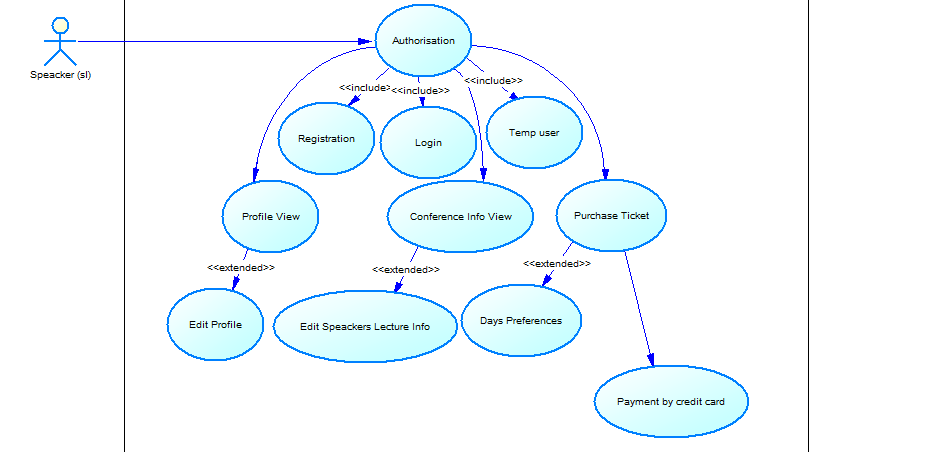 Authorisation
Speacker (sl)
<<include>>
<<include>>
<<include>>
Registration
Login
Temp user
Profile View
Conference Info View
Purchase Ticket
<<extended>>
<<extended>>
<<extended>>
Edit Profile
Edit Speackers Lecture Info
Days Preferences
Payment by credit card